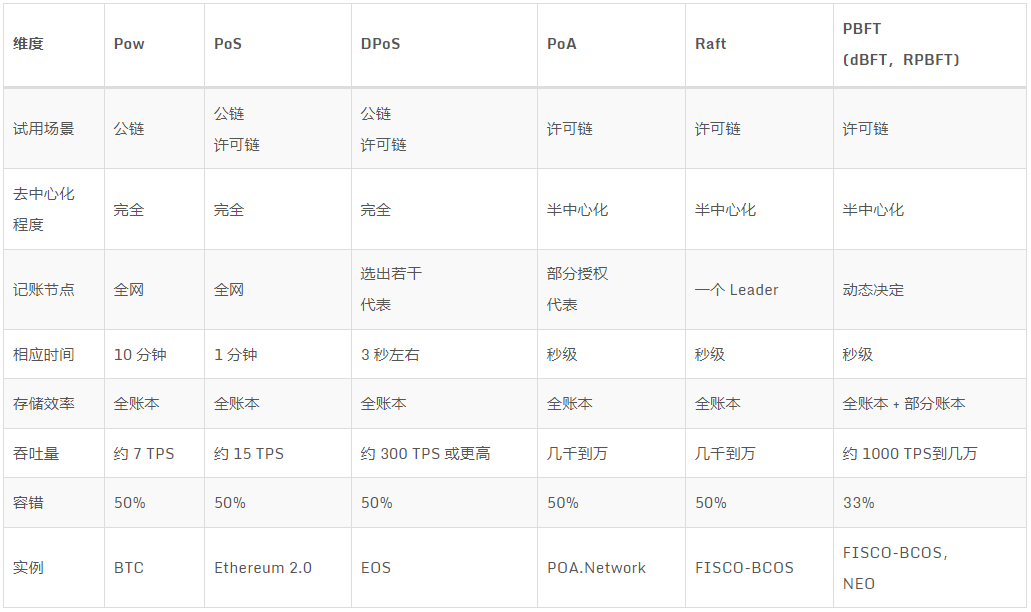 维度 Pow PoS DPoS PoA Raft PBFT
(dBFT，RPBFT)
试用场景 公链 公链 公链 许可链 许可链 许可链
许可链 许可链
去中心化 完全 完全 完全 半中心化 半中心化 半中心化
程度
记账节点 全网 全网 选出若干 部分授权 一个 Leader 动态决定
代表 代表
相应时间 10 分钟 1 分钟 3 秒左右 秒级 秒级 秒级
存储效率 全账本 全账本 全账本 全账本 全账本 全账本 + 部分账本
吞吐量 约 7 TPS 约 15 TPS 约 300 TPS 或更高 几千到万 几千到万 约 1000 TPS到几万
容错 50% 50% 50% 50% 50% 33%
实例 BTC Ethereum 2.0 EOS POA.Network FISCO-BCOS FISCO-BCOS，
NEO